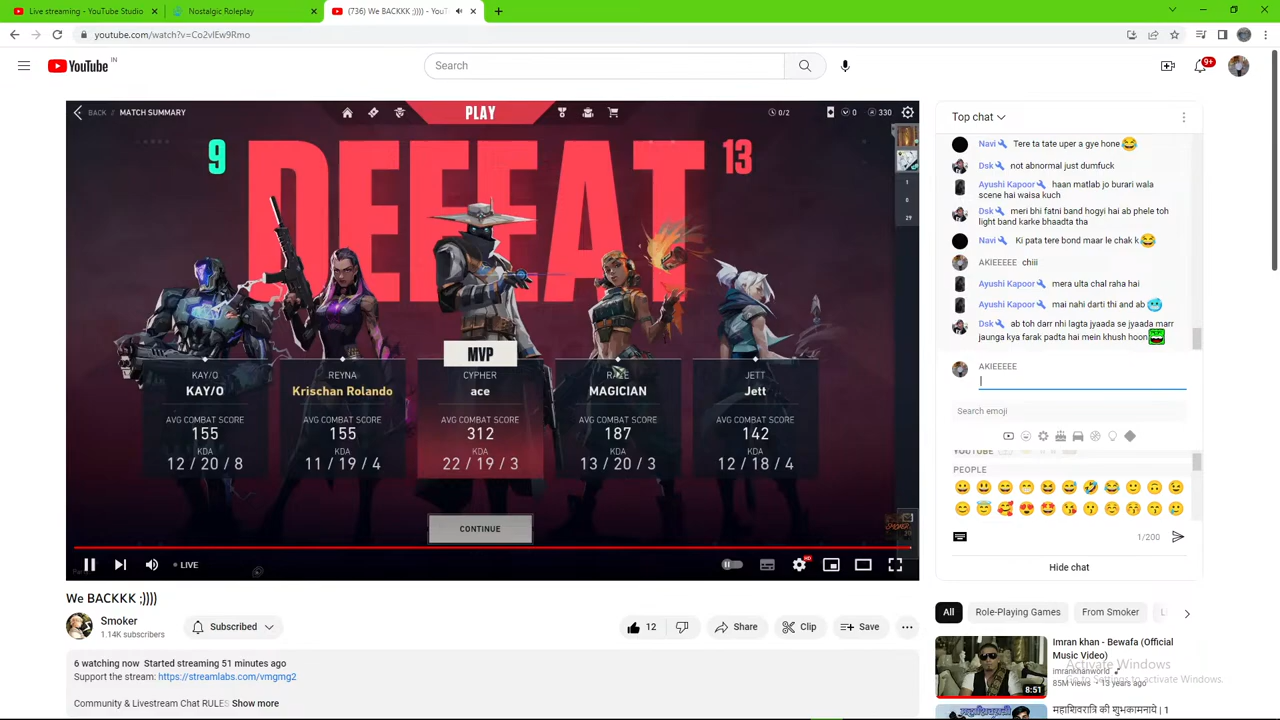 Live streaming - YouTube Studio
Nostalgic Roleplay
(736) We BACKKK ;)))) - YouT
youtube.com/watch?v=Co2vlEw9Rmo
YouTube IN
Search
9+
BACK // MATCH SUMMARY
PLAY
0/2
0
330
9
DEFEAT
13
1
8
29
MVP
KAY/O
KAY/O
AVG COMBAT SCORE
155
KDA
12 / 20 / 8
REYNA
Krischan Rolando
AVG COMBAT SCORE
155
KDA
11 / 19 / 4
CYPHER
ace
AVG COMBAT SCORE
312
KDA
22 / 19 / 3
RAZE
MAGICIAN
AVG COMBAT SCORE
187
KDA
13 / 20 / 3
JETT
Jett
AVG COMBAT SCORE
142
KDA
12 / 18 / 4
CONTINUE
LIVE
HD
We BACKKK ;))))
Smoker
1.14K subscribers
Subscribed
12
Share
Clip
Save
6 watching now Started streaming 51 minutes ago
Support the stream: https://streamlabs.com/vmgmg2
Community & Livestream Chat RULES Show more
Top chat
Navi Tere ta tate uper a gye hone 😂
Dsk not abnormal just dumfuck
Ayushi Kapoor haan matlab jo burari wala
scene hai waisa kuch
Dsk meri bhi fatni band hogyi hai ab phele toh
light band karke bhaadta tha
Navi Ki pata tere bond maar le chak k 😂
AKIEEEEE chiii
Ayushi Kapoor mera ulta chal raha hai
Ayushi Kapoor mai nahi darti thi and ab 🥶
Dsk ab toh darr nhi lagta jyaada se jyaada marr
jaunga kya farak padta hai mein khush hoon
AKIEEEEE
Search emoji
YOUTUBE
PEOPLE
1/200
Hide chat
All
Role-Playing Games
From Smoker
L
Imran khan - Bewafa (Official
Music Video)
imrankhanworld
85M views • 13 years ago
8:51
महाशिवरात्रि की शुभकामनाये | 1
Activate Windows
Go to Settings to activate Windows.